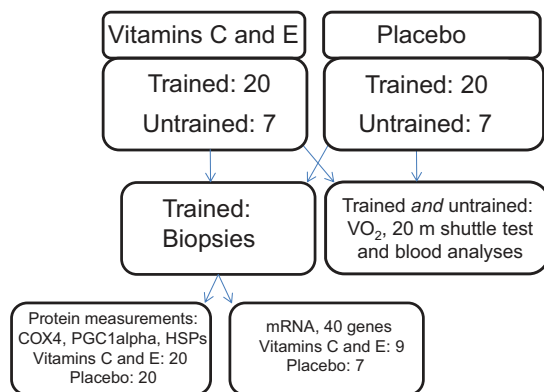 Vitamins C and E
Placebo
Trained: 20
Untrained: 7
Trained: 20
Untrained: 7
Trained:
Biopsies
Trained and untrained:
VO₂, 20 m shuttle test
and blood analyses
Protein measurements:
COX4, PGC1alpha, HSPs
Vitamins C and E: 20
Placebo: 20
mRNA, 40 genes
Vitamins C and E: 9
Placebo: 7